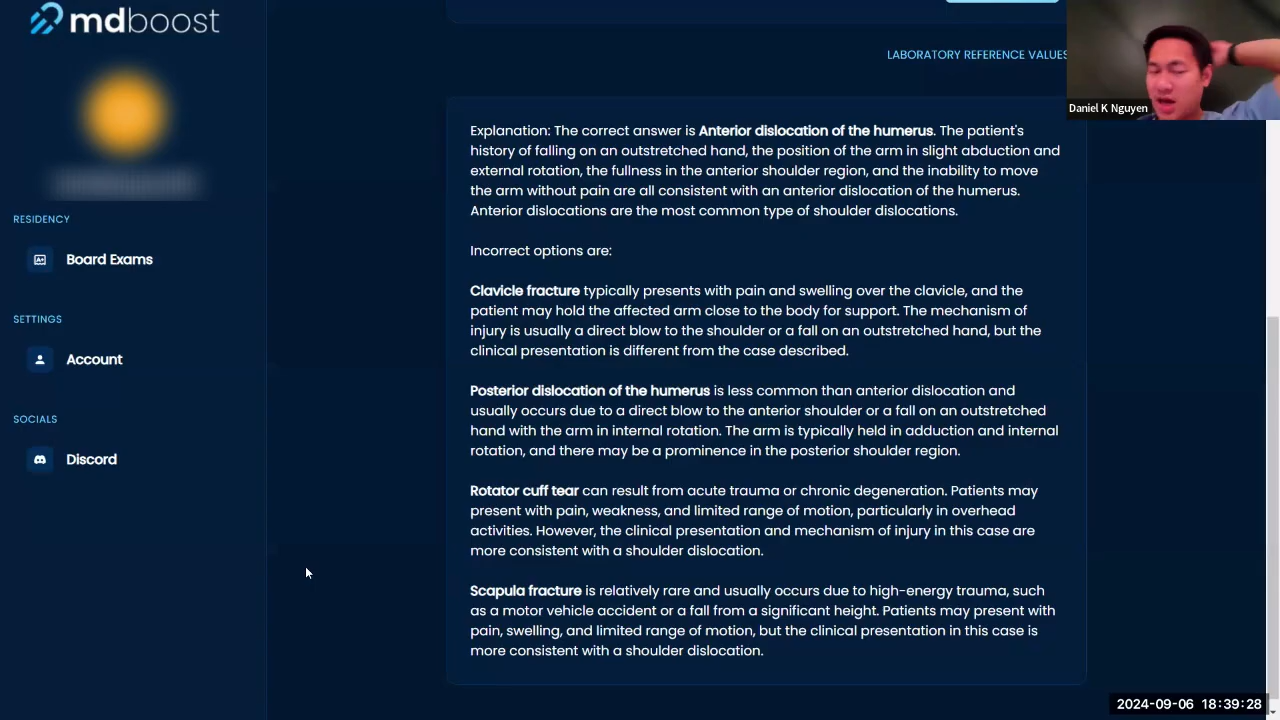 mdboost
LABORATORY REFERENCE VALUES
Daniel K Nguyen
Explanation: The correct answer is Anterior dislocation of the humerus. The patient's
history of falling on an outstretched hand, the position of the arm in slight abduction and
external rotation, the fullness in the anterior shoulder region, and the inability to move
the arm without pain are all consistent with an anterior dislocation of the humerus.
Anterior dislocations are the most common type of shoulder dislocations.
Incorrect options are:
Clavicle fracture typically presents with pain and swelling over the clavicle, and the
patient may hold the affected arm close to the body for support. The mechanism of
injury is usually a direct blow to the shoulder or a fall on an outstretched hand, but the
clinical presentation is different from the case described.
Posterior dislocation of the humerus is less common than anterior dislocation and
usually occurs due to a direct blow to the anterior shoulder or a fall on an outstretched
hand with the arm in internal rotation. The arm is typically held in adduction and internal
rotation, and there may be a prominence in the posterior shoulder region.
Rotator cuff tear can result from acute trauma or chronic degeneration. Patients may
present with pain, weakness, and limited range of motion, particularly in overhead
activities. However, the clinical presentation and mechanism of injury in this case are
more consistent with a shoulder dislocation.
Scapula fracture is relatively rare and usually occurs due to high-energy trauma, such
as a motor vehicle accident or a fall from a significant height. Patients may present with
pain, swelling, and limited range of motion, but the clinical presentation in this case is
more consistent with a shoulder dislocation.
RESIDENCY
Board Exams
SETTINGS
Account
SOCIALS
Discord
2024-09-06 18:39:28